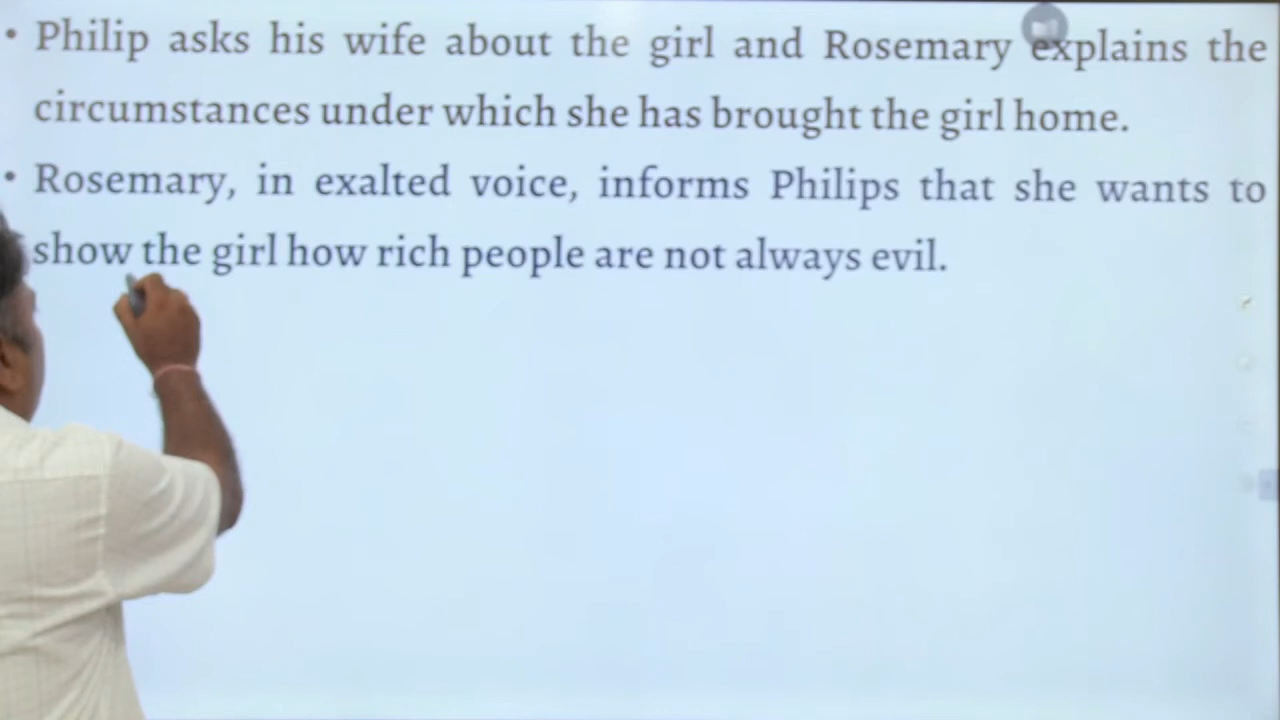 • Philip asks his wife about the girl and Rosemary explains the
circumstances under which she has brought the girl home.
• Rosemary, in exalted voice, informs Philips that she wants to
show the girl how rich people are not always evil.